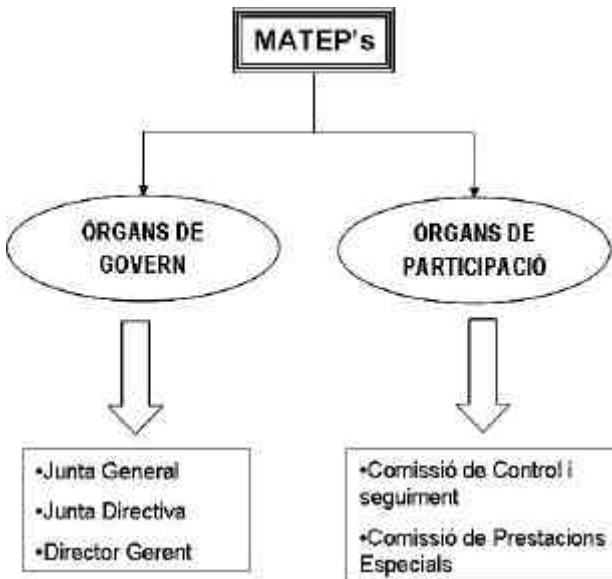 MATEP's
ÒRGANS DE
GOVERN
ÒRGANS DE
PARTICIPACIÓ
•Junta General
•Junta Directiva
•Director Gerent
•Comissió de Control i
seguiment
•Comissió de Prestacions
Especials